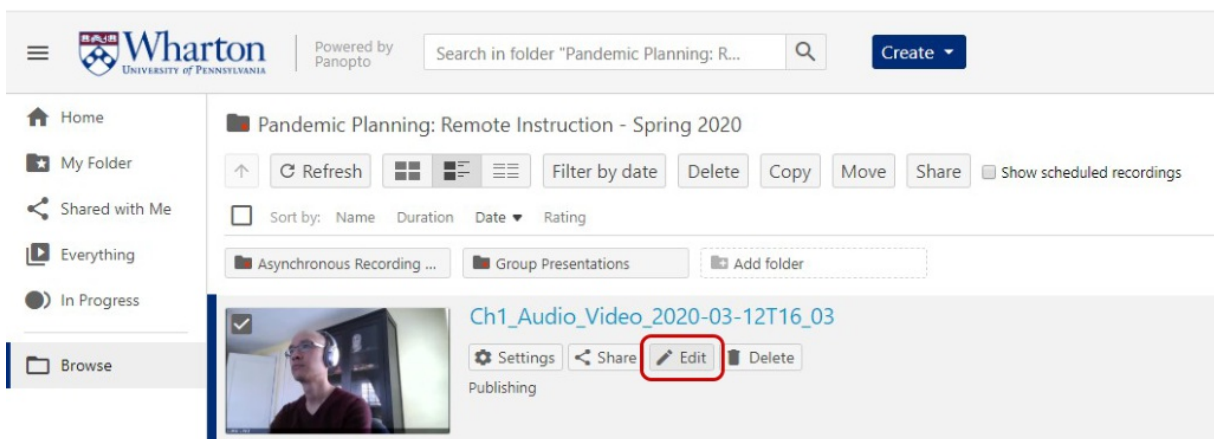 Wharton
UNIVERSITY of PENNSYLVANIA
Powered by
Panopto
Search in folder "Pandemic Planning: R...
Create
Home
My Folder
Shared with Me
Everything
In Progress
Browse
Pandemic Planning: Remote Instruction - Spring 2020
Refresh Filter by date Delete Copy Move Share Show scheduled recordings
Sort by: Name Duration Date Rating
Asynchronous Recording ... Group Presentations Add folder
Ch1_Audio_Video_2020-03-12T16_03
Settings Share Edit Delete
Publishing